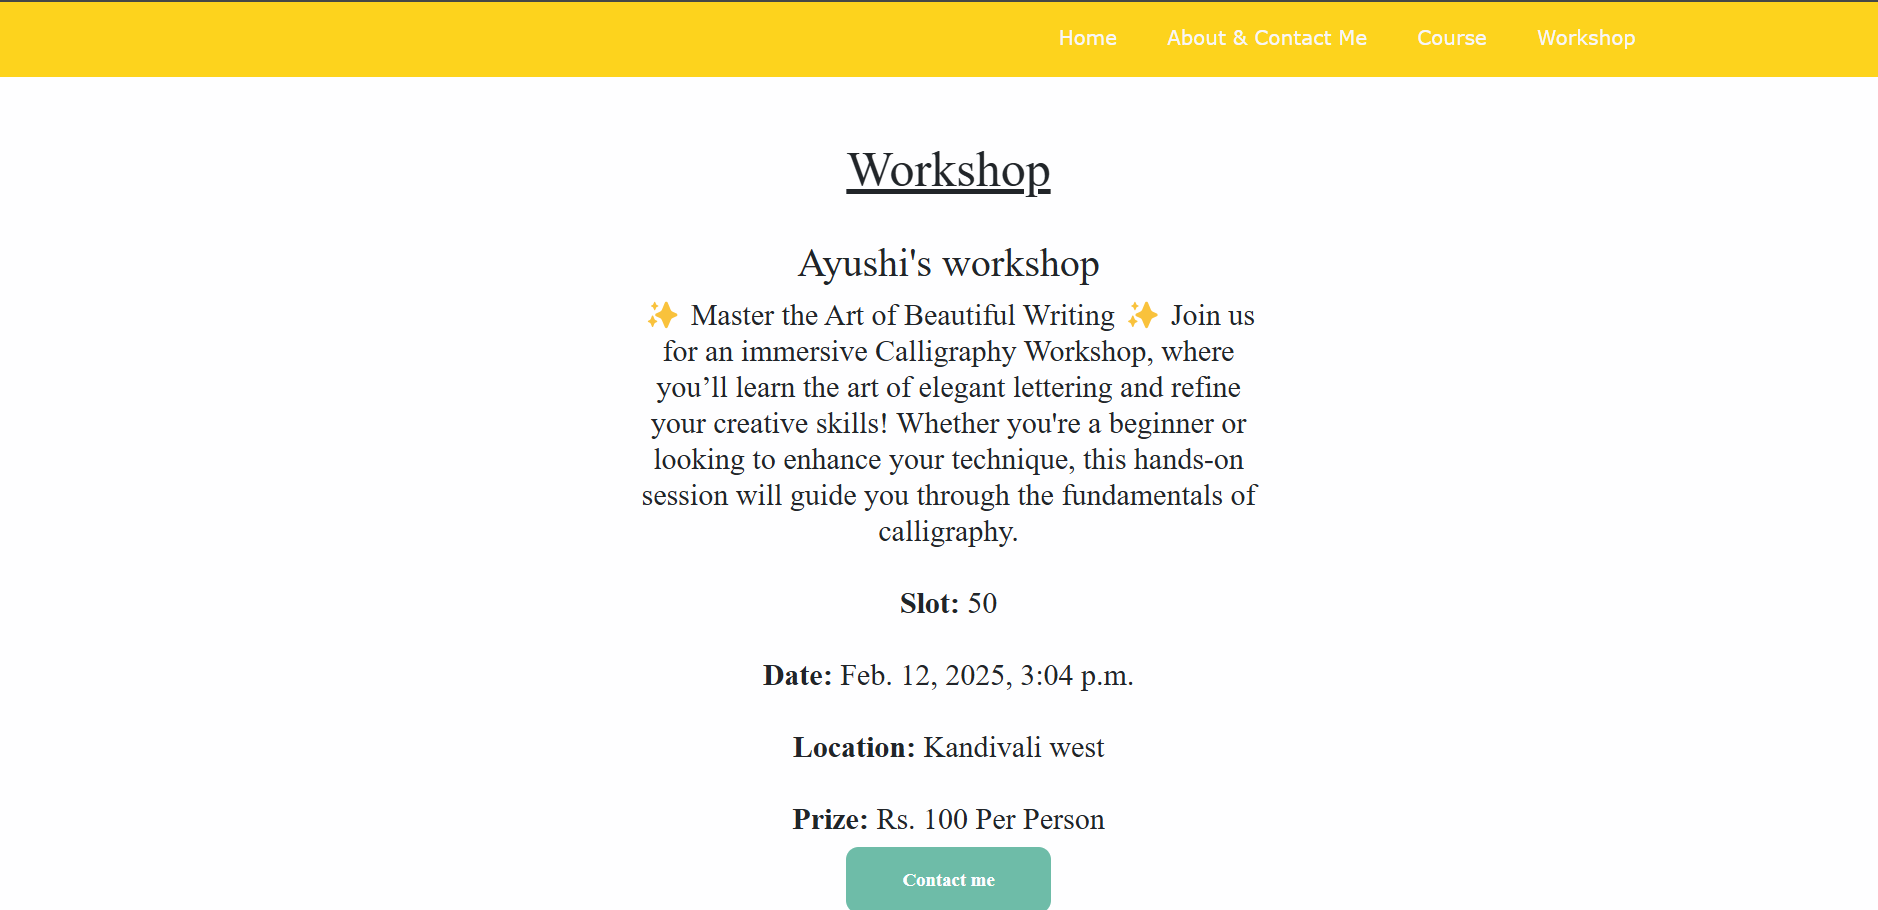 Home About & Contact Me Course Workshop
Workshop
Ayushi's workshop
✨ Master the Art of Beautiful Writing ✨ Join us
for an immersive Calligraphy Workshop, where
you’ll learn the art of elegant lettering and refine
your creative skills! Whether you're a beginner or
looking to enhance your technique, this hands-on
session will guide you through the fundamentals of
calligraphy.
Slot: 50
Date: Feb. 12, 2025, 3:04 p.m.
Location: Kandivali west
Prize: Rs. 100 Per Person
Contact me